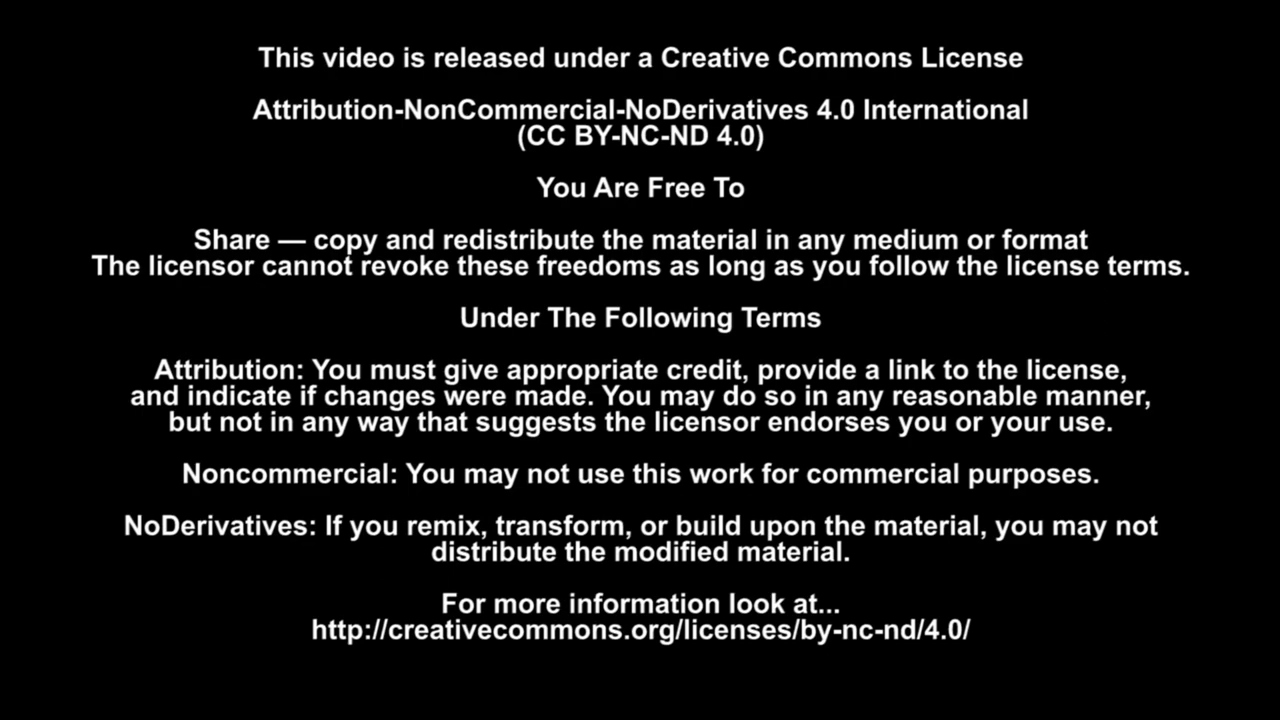 This video is released under a Creative Commons License
Attribution-NonCommercial-NoDerivatives 4.0 International
(CC BY-NC-ND 4.0)
You Are Free To
Share — copy and redistribute the material in any medium or format
The licensor cannot revoke these freedoms as long as you follow the license terms.
Under The Following Terms
Attribution: You must give appropriate credit, provide a link to the license,
and indicate if changes were made. You may do so in any reasonable manner,
but not in any way that suggests the licensor endorses you or your use.
Noncommercial: You may not use this work for commercial purposes.
NoDerivatives: If you remix, transform, or build upon the material, you may not
distribute the modified material.
For more information look at...
http://creativecommons.org/licenses/by-nc-nd/4.0/